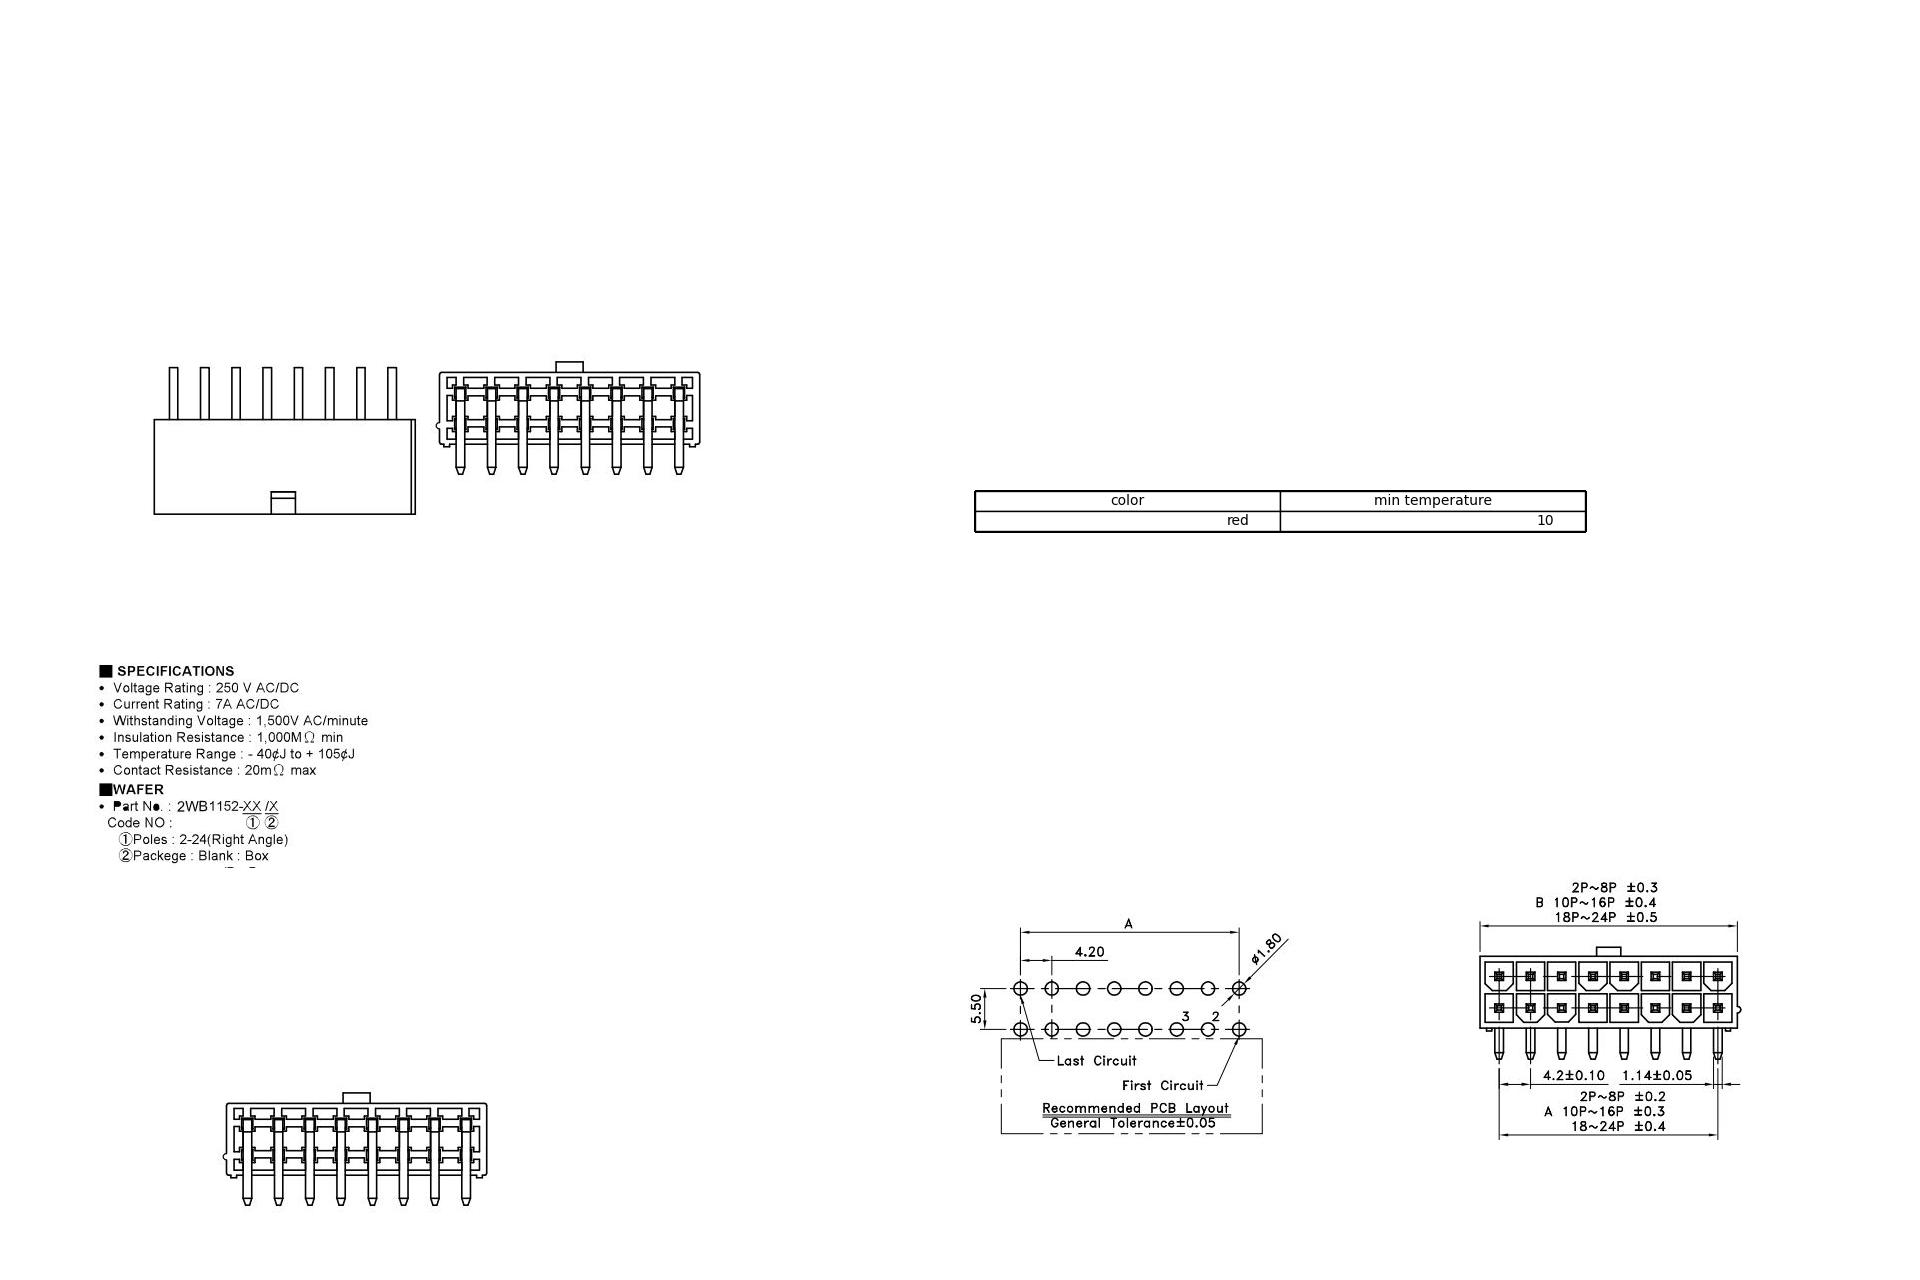 color min temperature
red 10
■ SPECIFICATIONS
• Voltage Rating : 250 V AC/DC
• Current Rating : 7A AC/DC
• Withstanding Voltage : 1,500V AC/minute
• Insulation Resistance : 1,000MΩ min
• Temperature Range : - 40¢J to + 105¢J
• Contact Resistance : 20mΩ max
■WAFER
• Part No. : 2WB1152-XX /X
Code NO : ① ②
①Poles : 2-24(Right Angle)
②Packege : Blank : Box
A
4.20
ø1.80
5.50
3 2
Last Circuit
First Circuit
Recommended PCB Layout
General Tolerance±0.05
2P~8P ±0.3
B 10P~16P ±0.4
18P~24P ±0.5
4.2±0.10 1.14±0.05
2P~8P ±0.2
A 10P~16P ±0.3
18~24P ±0.4